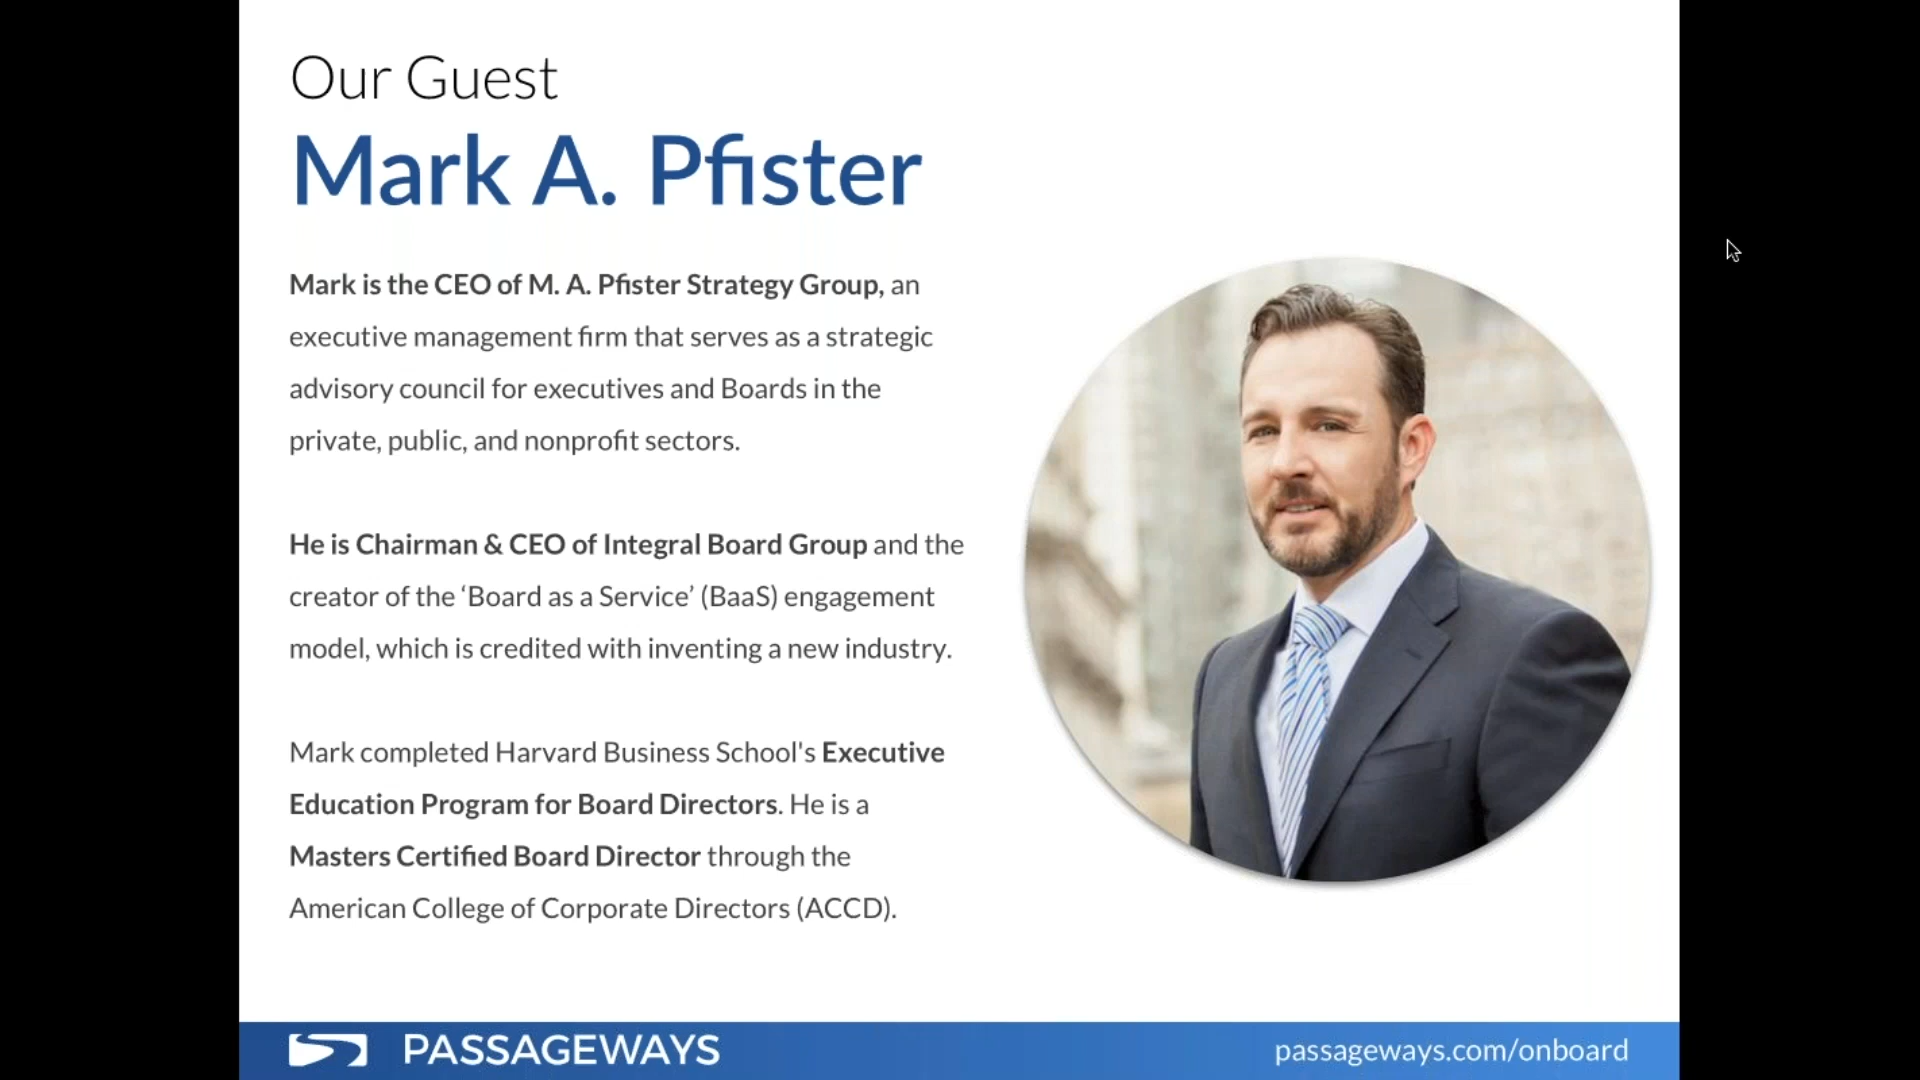 Our Guest
Mark A. Pfister
Mark is the CEO of M. A. Pfister Strategy Group, an
executive management firm that serves as a strategic
advisory council for executives and Boards in the
private, public, and nonprofit sectors.
He is Chairman & CEO of Integral Board Group and the
creator of the ‘Board as a Service’ (BaaS) engagement
model, which is credited with inventing a new industry.
Mark completed Harvard Business School's Executive
Education Program for Board Directors. He is a
Masters Certified Board Director through the
American College of Corporate Directors (ACCD).
PASSAGEWAYS
passageways.com/onboard